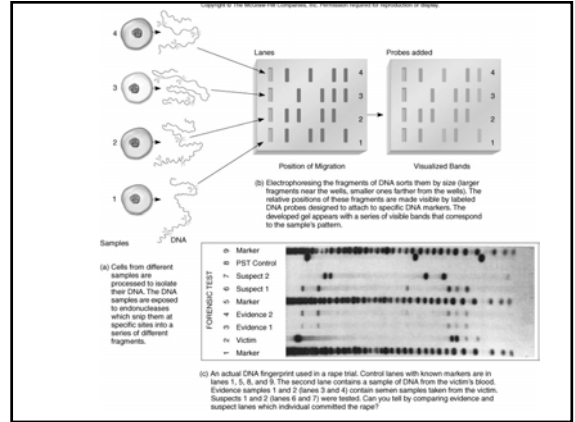 Copyright © The McGraw-Hill Companies, Inc. Permission required for reproduction or display.
4
3
2
1
Samples
DNA
(a) Cells from different
samples are
processed to isolate
their DNA. The DNA
samples are exposed
to endonucleases
which snip them at
specific sites into a
series of different
fragments.
Lanes
4
3
2
1
Position of Migration
Probes added
4
3
2
1
Visualized Bands
(b) Electrophoresing the fragments of DNA sorts them by size (larger
fragments near the wells, smaller ones farther from the wells). The
relative positions of these fragments are made visible by labeled
DNA probes designed to attach to specific DNA markers. The
developed gel appears with a series of visible bands that correspond
to the sample's pattern.
FORENSIC TEST
9 Marker
8 PST Control
7 Suspect 2
6 Suspect 1
5 Marker
4 Evidence 2
3 Evidence 1
2 Victim
1 Marker
(c) An actual DNA fingerprint used in a rape trial. Control lanes with known markers are in
lanes 1, 5, 8, and 9. The second lane contains a sample of DNA from the victim's blood.
Evidence samples 1 and 2 (lanes 3 and 4) contain semen samples taken from the victim.
Suspects 1 and 2 (lanes 6 and 7) were tested. Can you tell by comparing evidence and
suspect lanes which individual committed the rape?